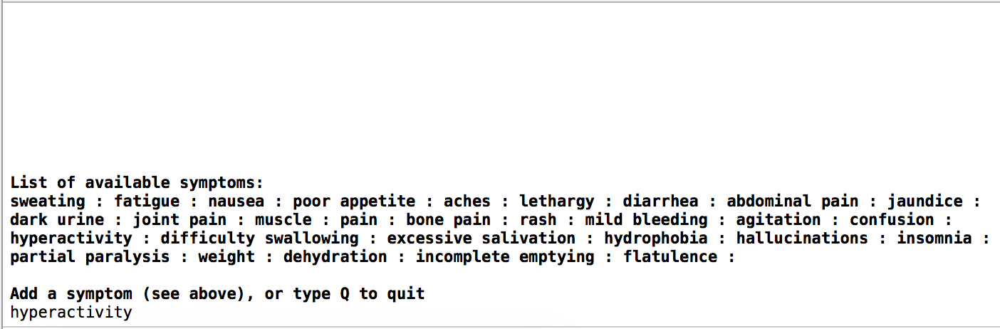 List of available symptoms:
sweating : fatigue : nausea : poor appetite : aches : lethargy : diarrhea : abdominal pain : jaundice :
dark urine : joint pain : muscle : pain : bone pain : rash : mild bleeding : agitation : confusion :
hyperactivity : difficulty swallowing : excessive salivation : hydrophobia : hallucinations : insomnia :
partial paralysis : weight : dehydration : incomplete emptying : flatulence :
Add a symptom (see above), or type Q to quit
hyperactivity